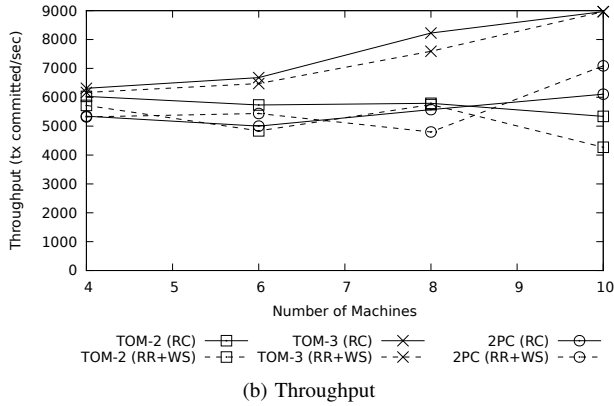 9000
8000
7000
6000
5000
4000
3000
2000
1000
0
Throughput (tx committed/sec)
4 5 6 7 8 9 10
Number of Machines
TOM-2 (RC) TOM-3 (RC) 2PC (RC)
TOM-2 (RR+WS) TOM-3 (RR+WS) 2PC (RR+WS)
(b) Throughput